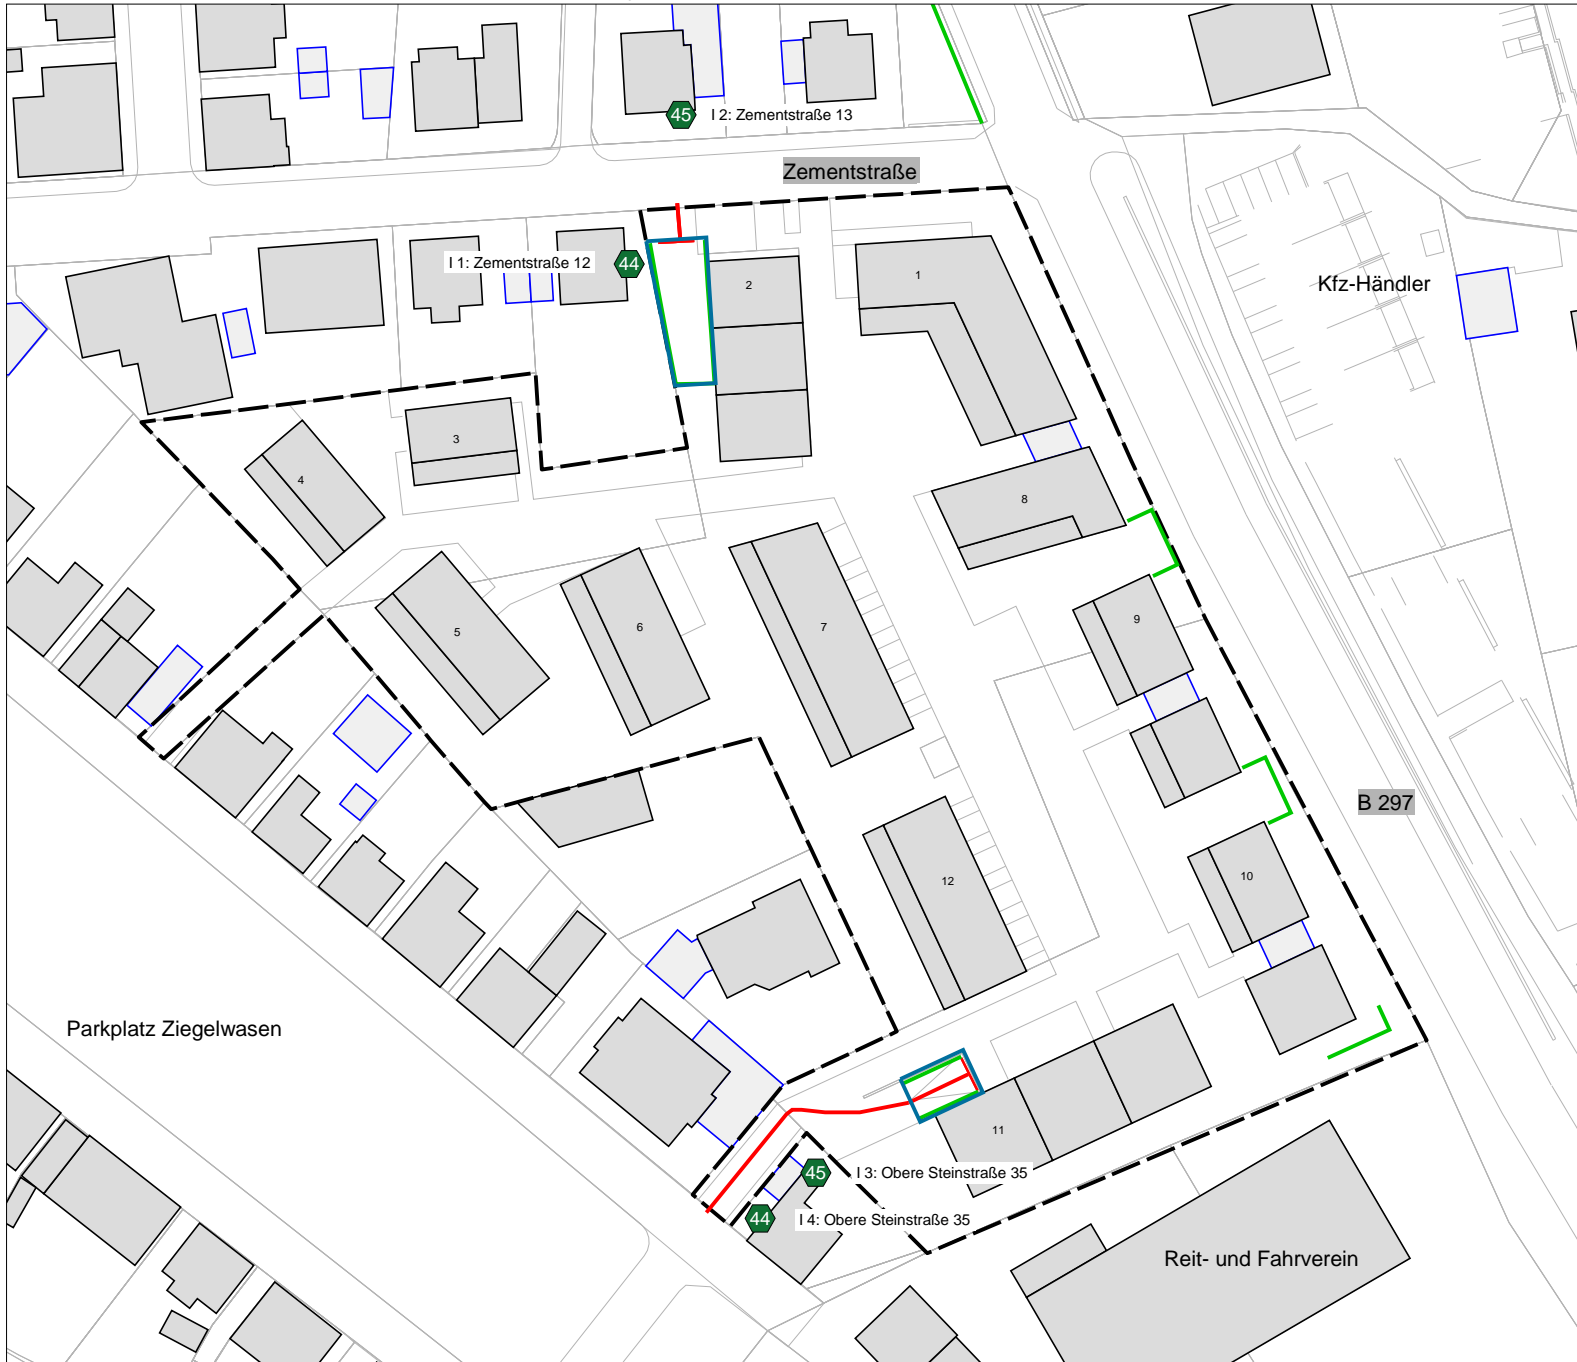 45 I 2: Zementstraße 13
Zementstraße
I 1: Zementstraße 12 44
1
2
Kfz-Händler
3
4
8
9
5
6
7
B 297
10
12
Parkplatz Ziegelwasen
11
45 I 3: Obere Steinstraße 35
44 I 4: Obere Steinstraße 35
Reit- und Fahrverein